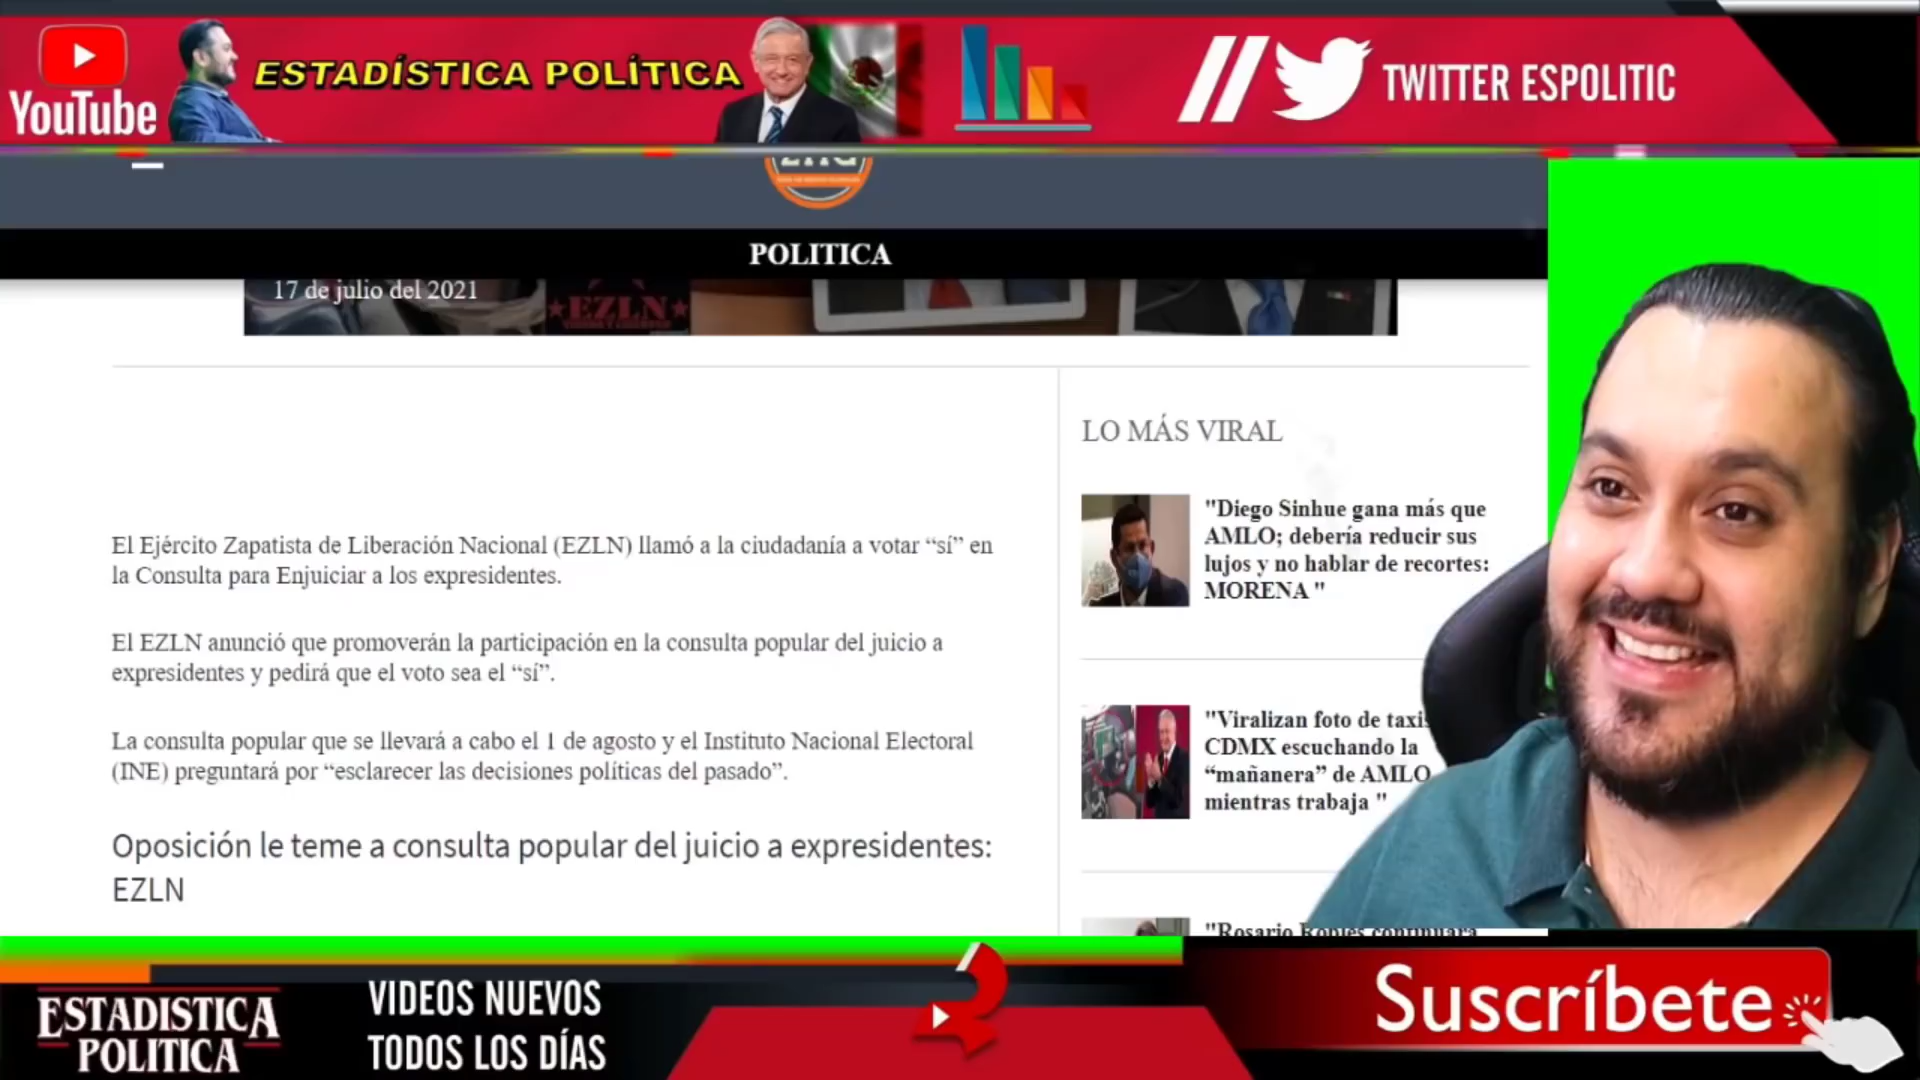 YouTube
ESTADÍSTICA POLÍTICA
TWITTER ESPOLITIC
POLITICA
17 de julio del 2021
EZLN
LO MÁS VIRAL
"Diego Sinhue gana más que
AMLO; debería reducir sus
lujos y no hablar de recortes:
MORENA "
El Ejército Zapatista de Liberación Nacional (EZLN) llamó a la ciudadanía a votar “sí” en
la Consulta para Enjuiciar a los expresidentes.
El EZLN anunció que promoverán la participación en la consulta popular del juicio a
expresidentes y pedirá que el voto sea el “sí”.
"Viralizan foto de
CDMX escuchando la
“mañanera” de AMLO
mientras trabaja "
La consulta popular que se llevará a cabo el 1 de agosto y el Instituto Nacional Electoral
(INE) preguntará por “esclarecer las decisiones políticas del pasado”.
Oposición le teme a consulta popular del juicio a expresidentes:
EZLN
"Rosario Robles continuará
ESTADISTICA
POLITICA
VIDEOS NUEVOS
TODOS LOS DÍAS
Suscríbete